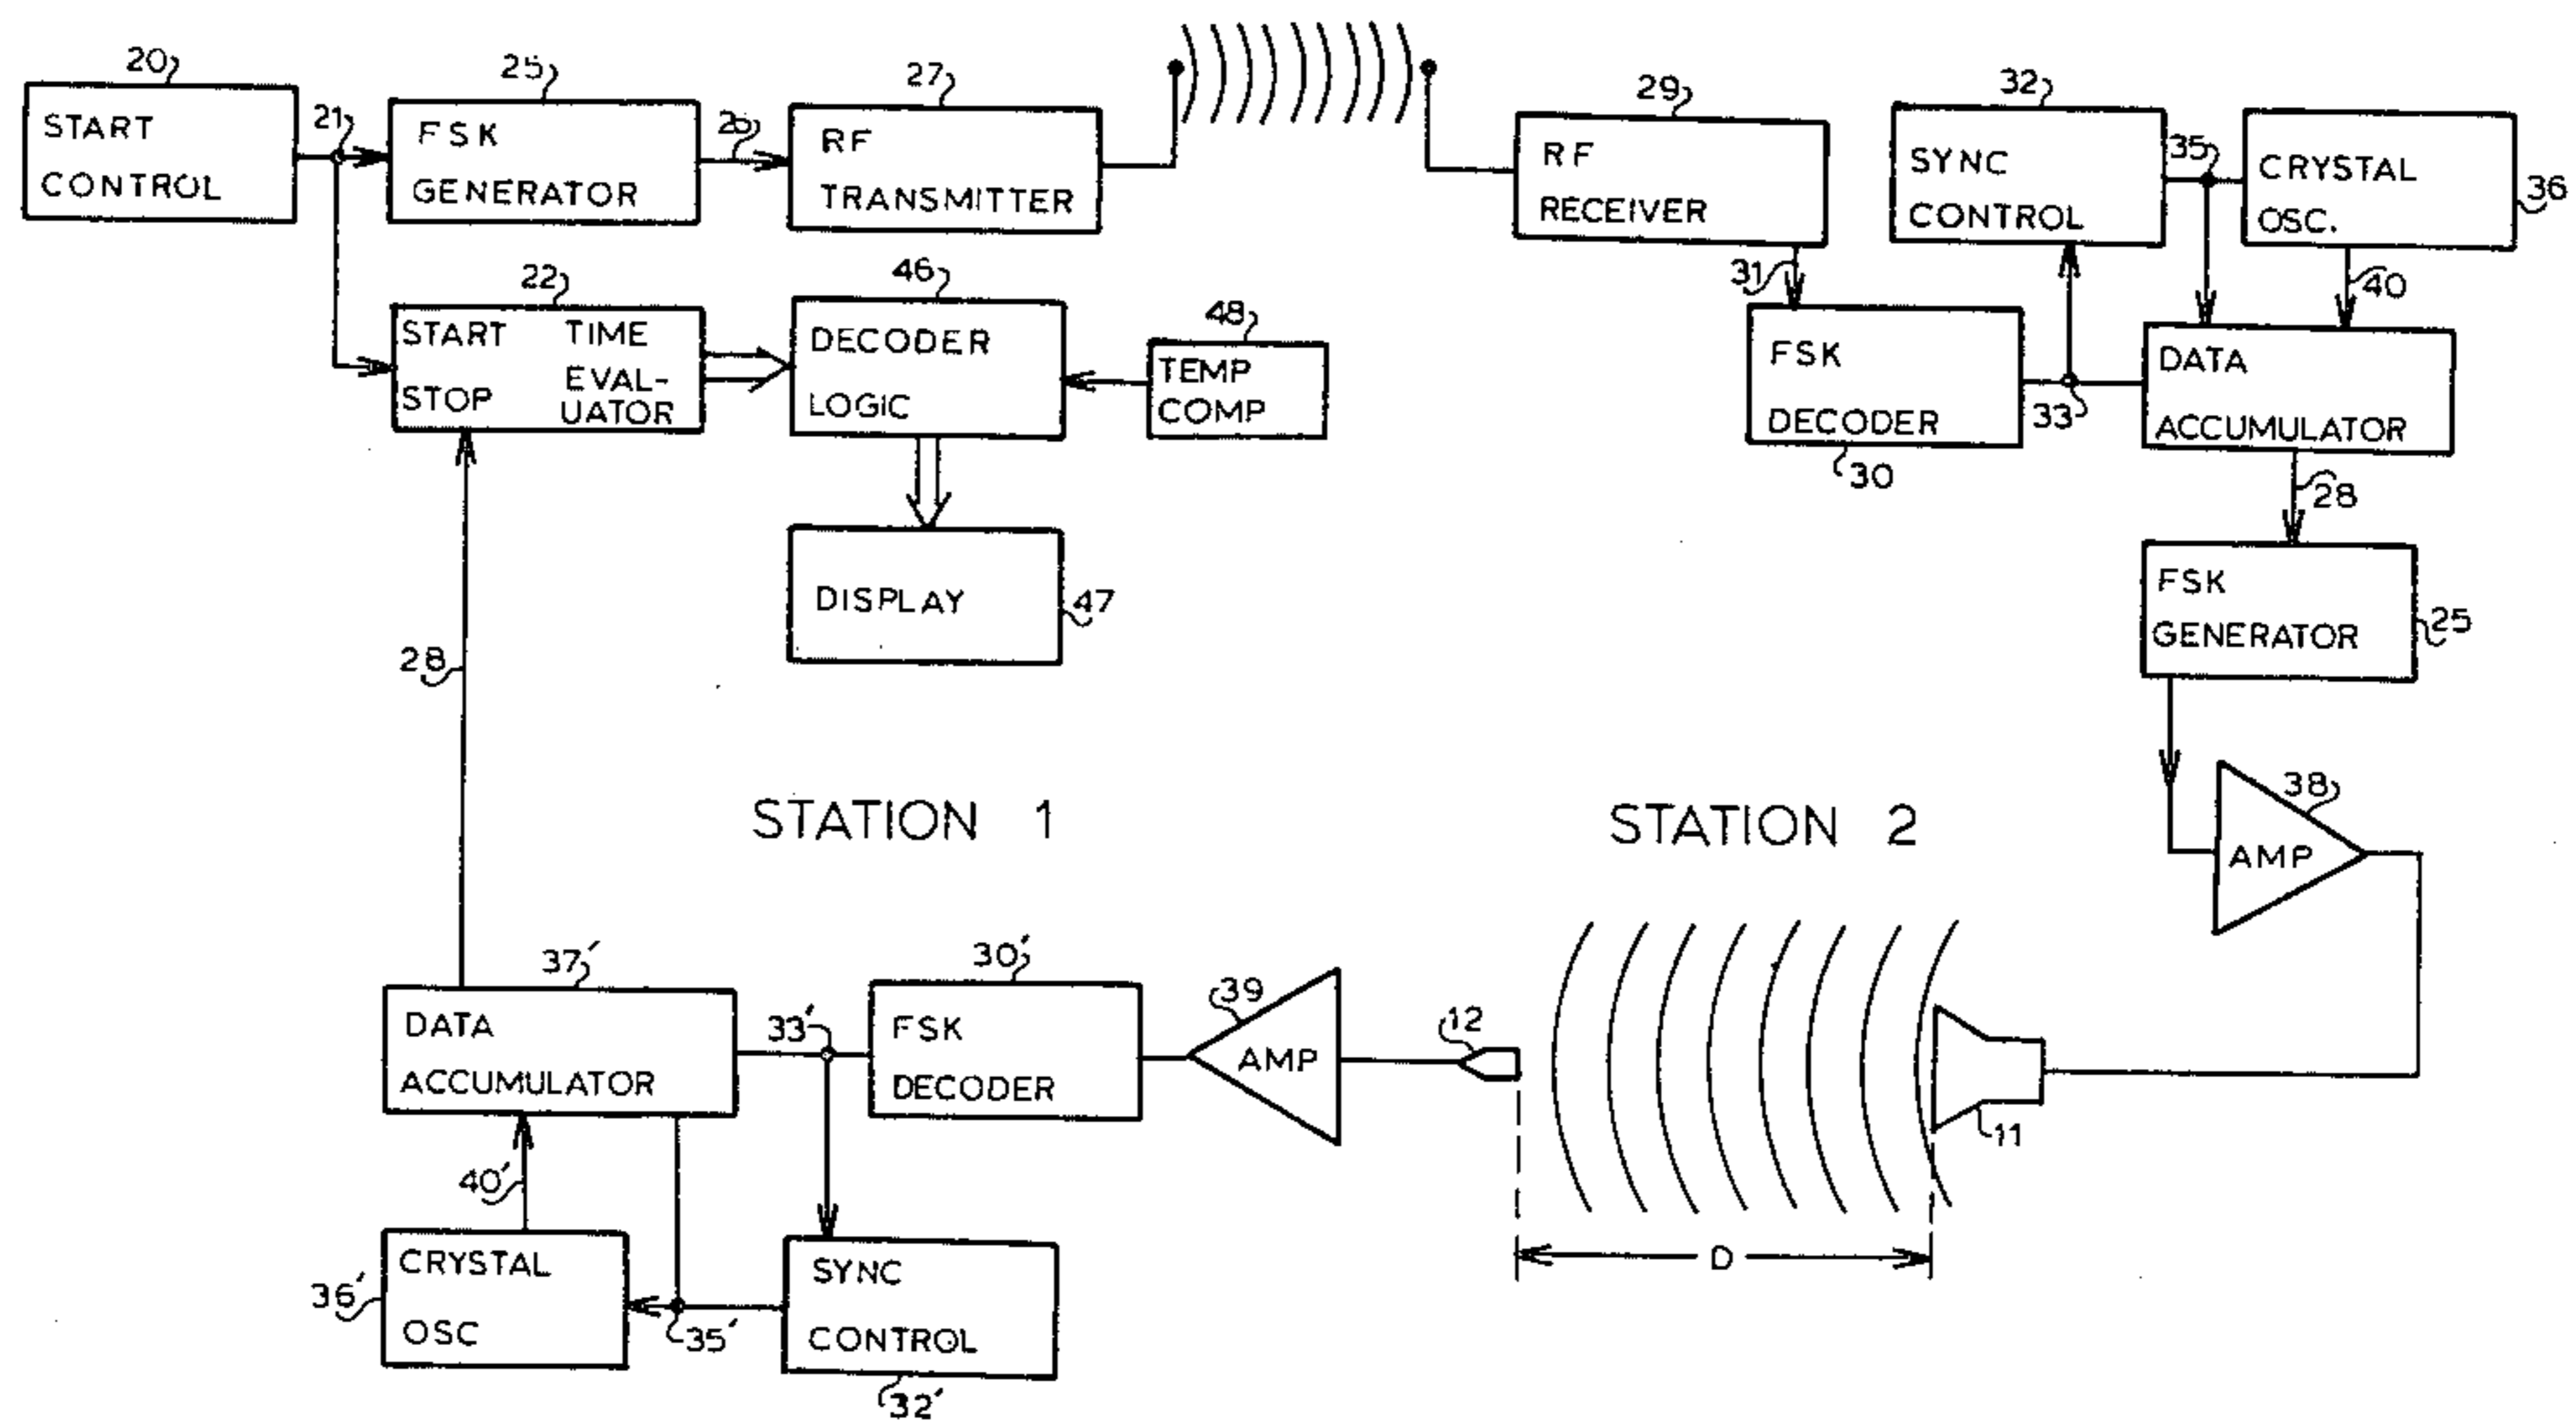 20
START
CONTROL
21
25
FSK
GENERATOR
26
27
RF
TRANSMITTER
29
RF
RECEIVER
31
32
SYNC
CONTROL
35
CRYSTAL
OSC.
36
40
22
START TIME
STOP EVAL-
UATOR
46
DECODER
LOGIC
48
TEMP
COMP
FSK
DECODER
30
33
DATA
ACCUMULATOR
28
DISPLAY
47
FSK
GENERATOR
25
28
STATION 1
STATION 2
38
AMP
37'
DATA
ACCUMULATOR
33'
30'
FSK
DECODER
39
AMP
12
11
40'
CRYSTAL
OSC
36'
35'
SYNC
CONTROL
32'
D